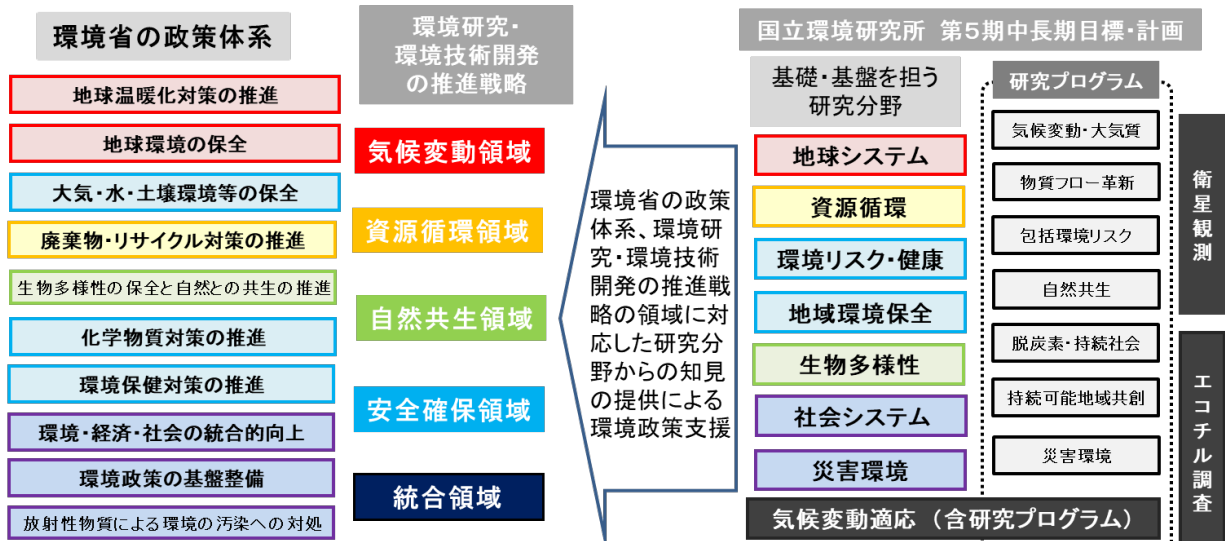 環境省の政策体系
地球温暖化対策の推進
地球環境の保全
大気・水・土壌環境等の保全
廃棄物・リサイクル対策の推進
生物多様性の保全と自然との共生の推進
化学物質対策の推進
環境保健対策の推進
環境・経済・社会の統合的向上
環境政策の基盤整備
放射性物質による環境の汚染への対処
環境研究・
環境技術開発
の推進戦略
気候変動領域
資源循環領域
自然共生領域
安全確保領域
統合領域
環境省の政策
体系、環境研
究・環境技術
開発の推進戦
略の領域に対
応した研究分
野からの知見
の提供による
環境政策支援
国立環境研究所 第5期中長期目標・計画
基礎・基盤を担う
研究分野
地球システム
資源循環
環境リスク・健康
地域環境保全
生物多様性
社会システム
災害環境
気候変動適応（含研究プログラム）
研究プログラム
気候変動・大気質
物質フロー革新
包括環境リスク
自然共生
脱炭素・持続社会
持続可能地域共創
災害環境
衛星観測
エコチル調査